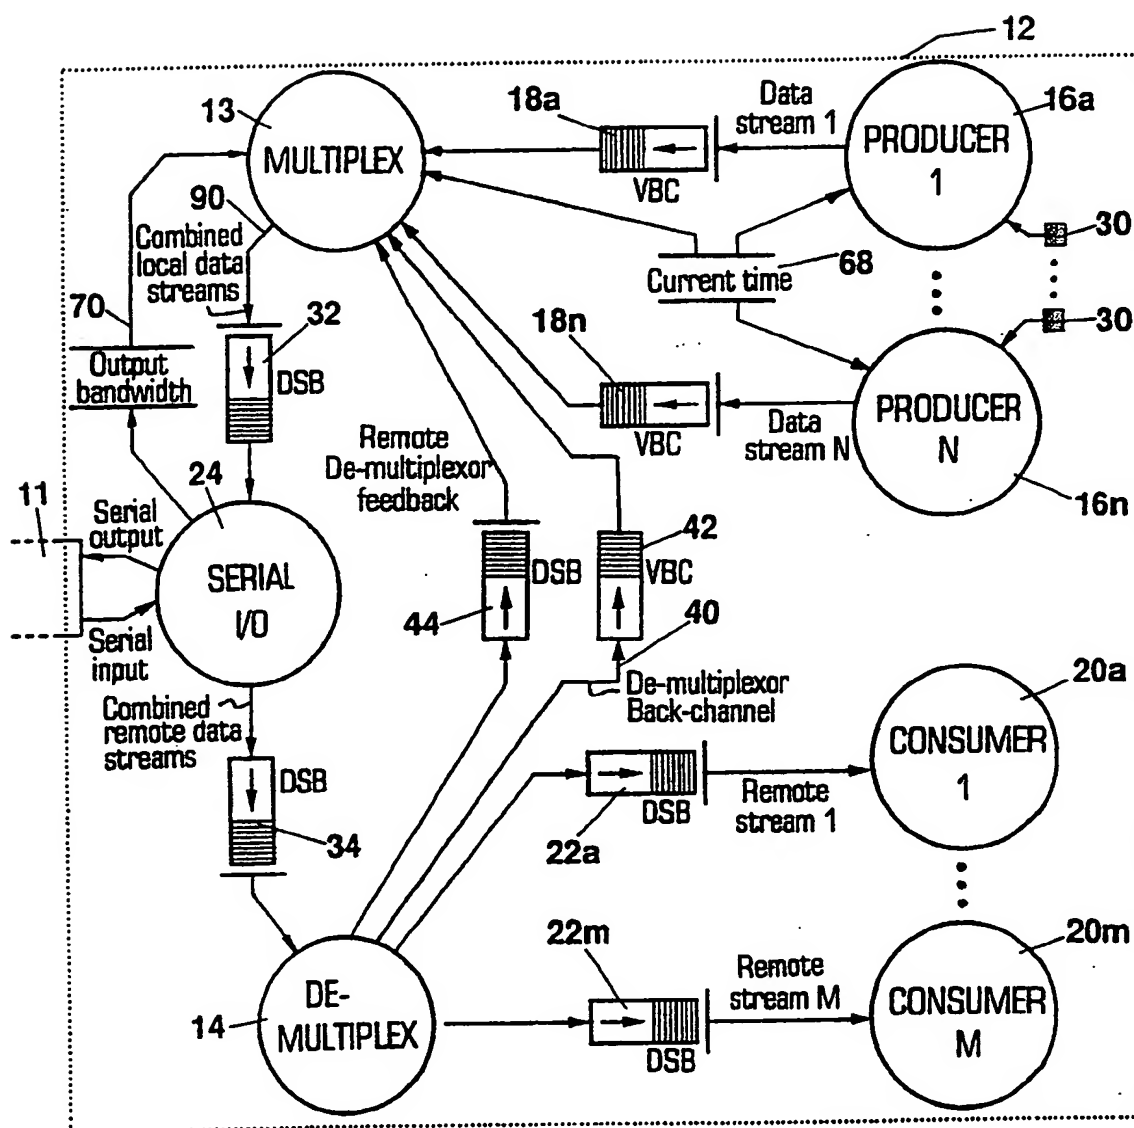 12
13
MULTIPLEX
18a
VBC
Data
stream 1
16a
PRODUCER
1
90
Combined
local data
streams
30
Current time
68
70
32
DSB
Output
bandwidth
18n
VBC
Data
stream N
30
PRODUCER
N
16n
Remote
De-multiplexor
feedback
24
11
Serial
output
SERIAL
I/O
Serial
input
44
DSB
42
VBC
40
De-multiplexor
Back-channel
20a
CONSUMER
1
Combined
remote data
streams
DSB
34
22a
DSB
Remote
stream 1
22m
DSB
Remote
stream M
20m
CONSUMER
M
14
DE-
MULTIPLEX